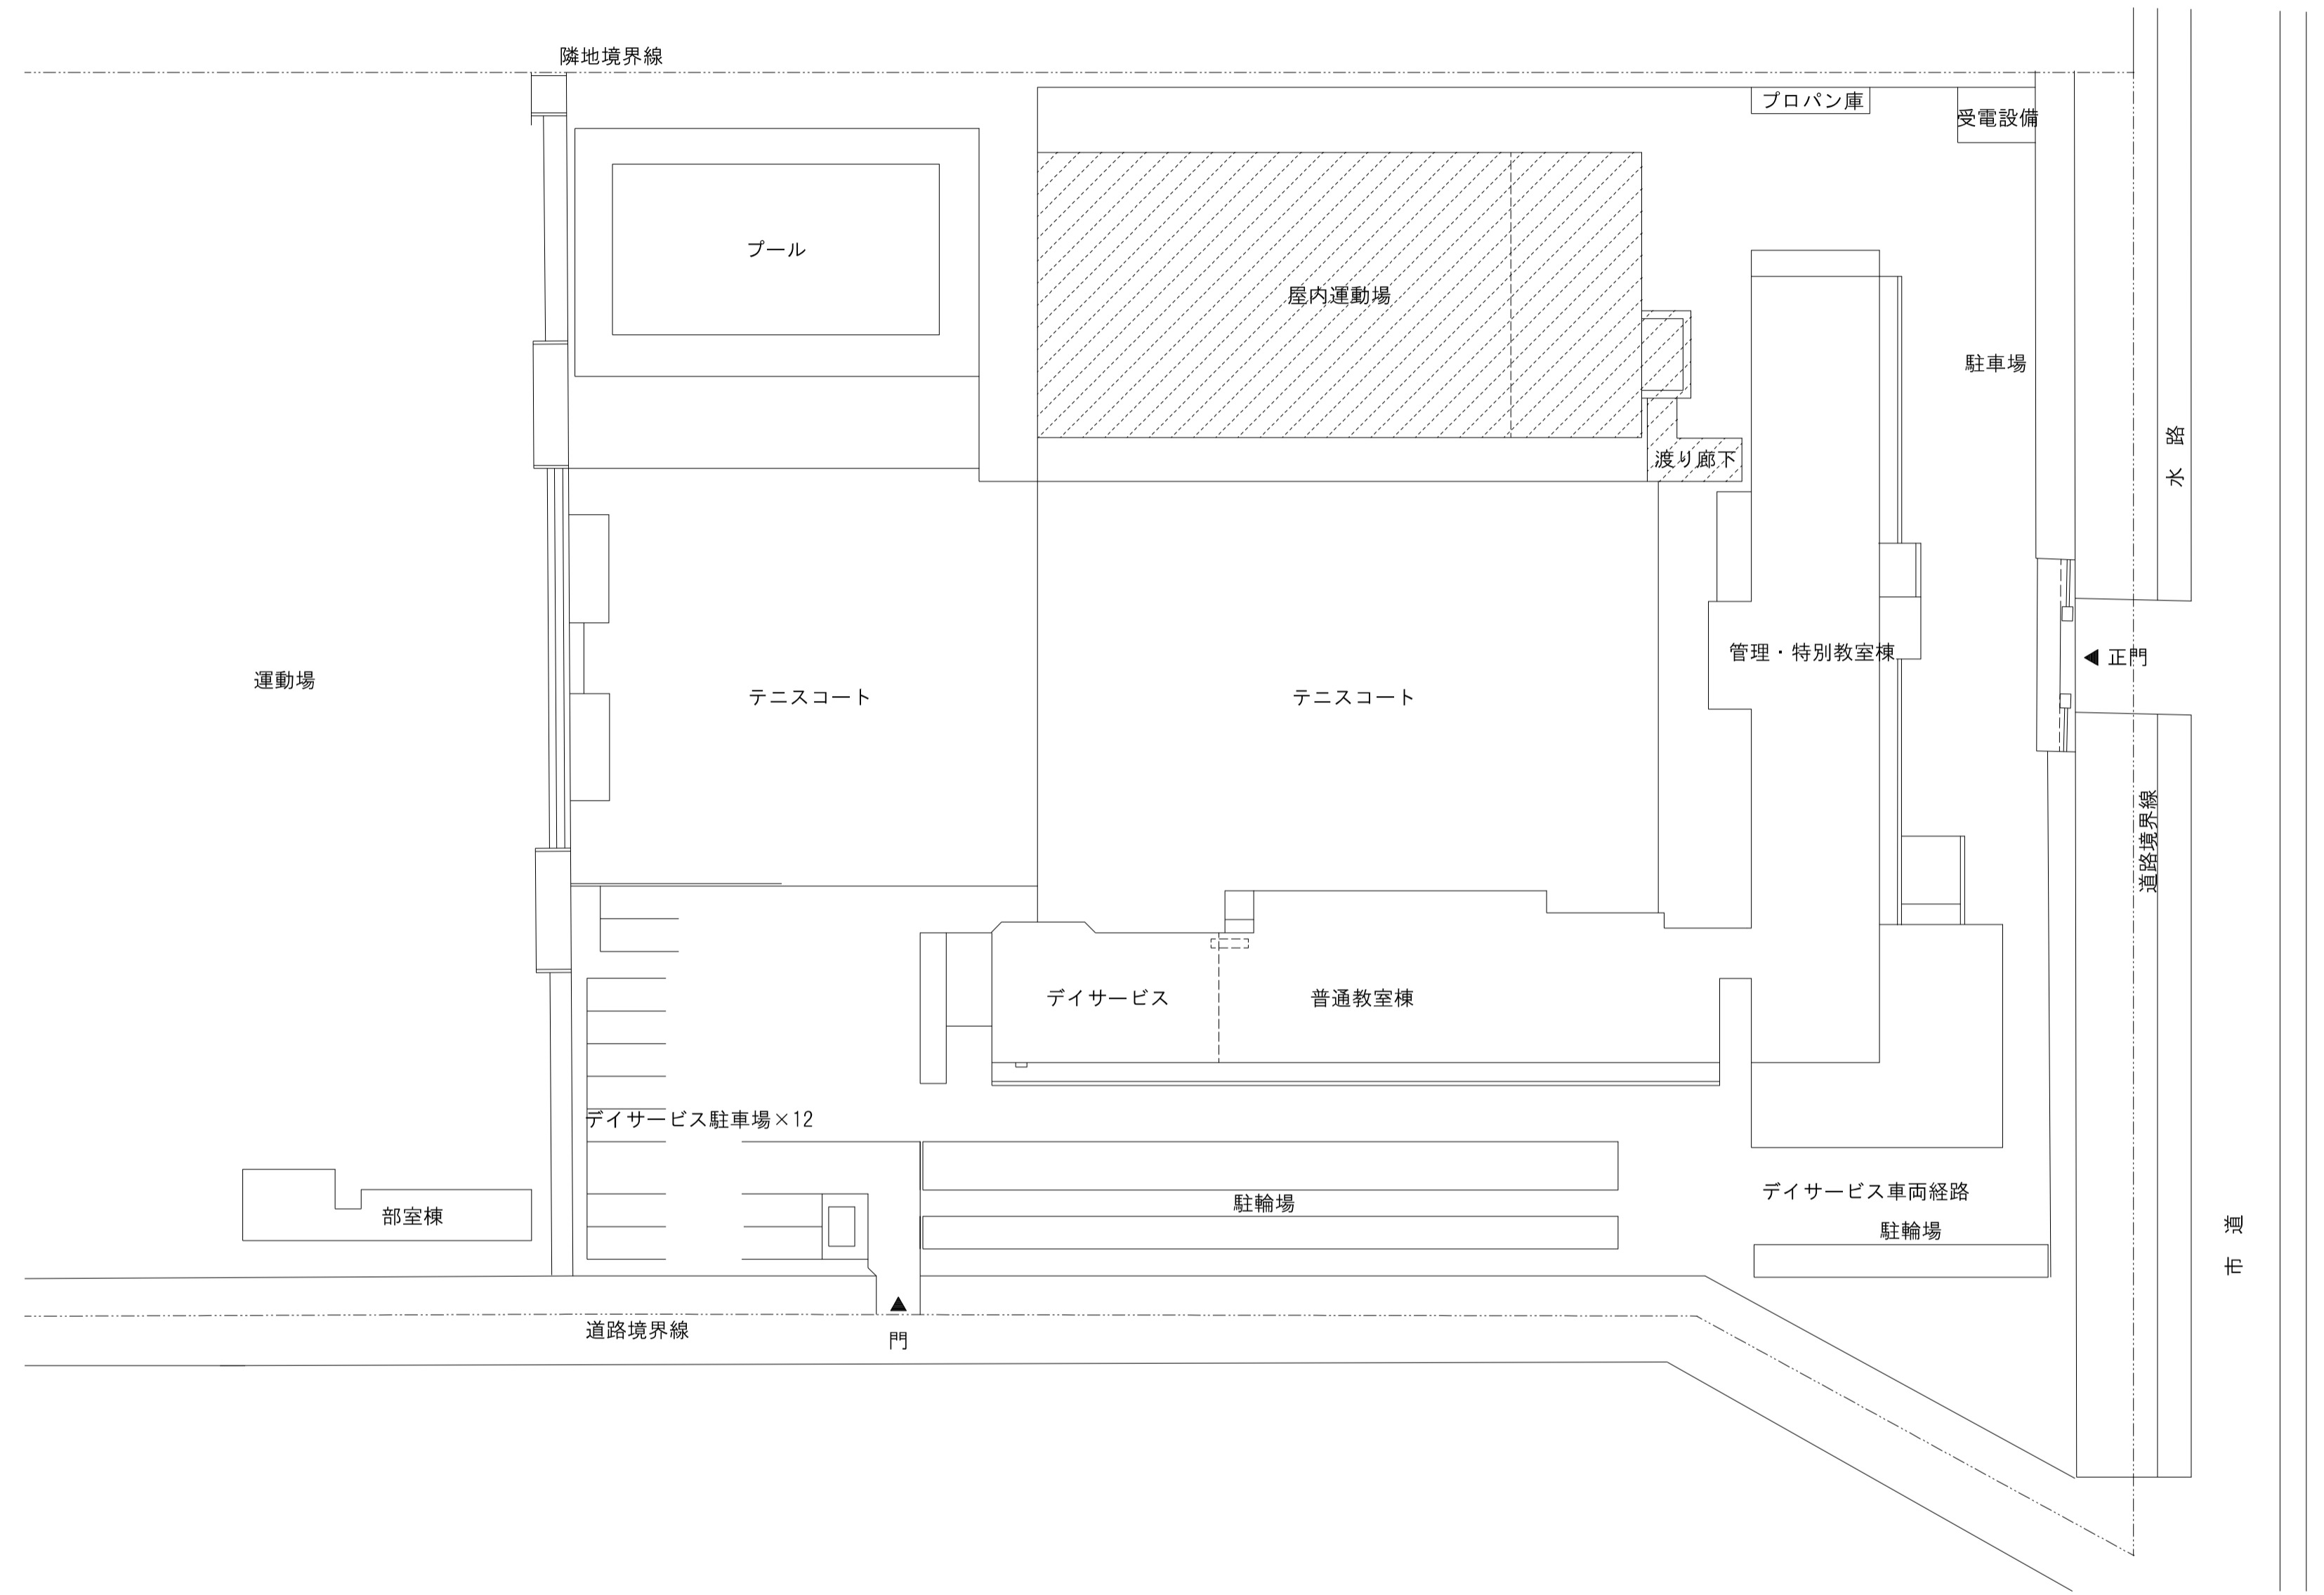 隣地境界線
プロパン庫
受電設備
プール
屋内運動場
駐車場
水路
渡り廊下
管理・特別教室棟
正門
運動場
テニスコート
テニスコート
道路境界線
デイサービス
普通教室棟
デイサービス駐車場×12
デイサービス車両経路
駐輪場
部室棟
駐輪場
市道
道路境界線
門